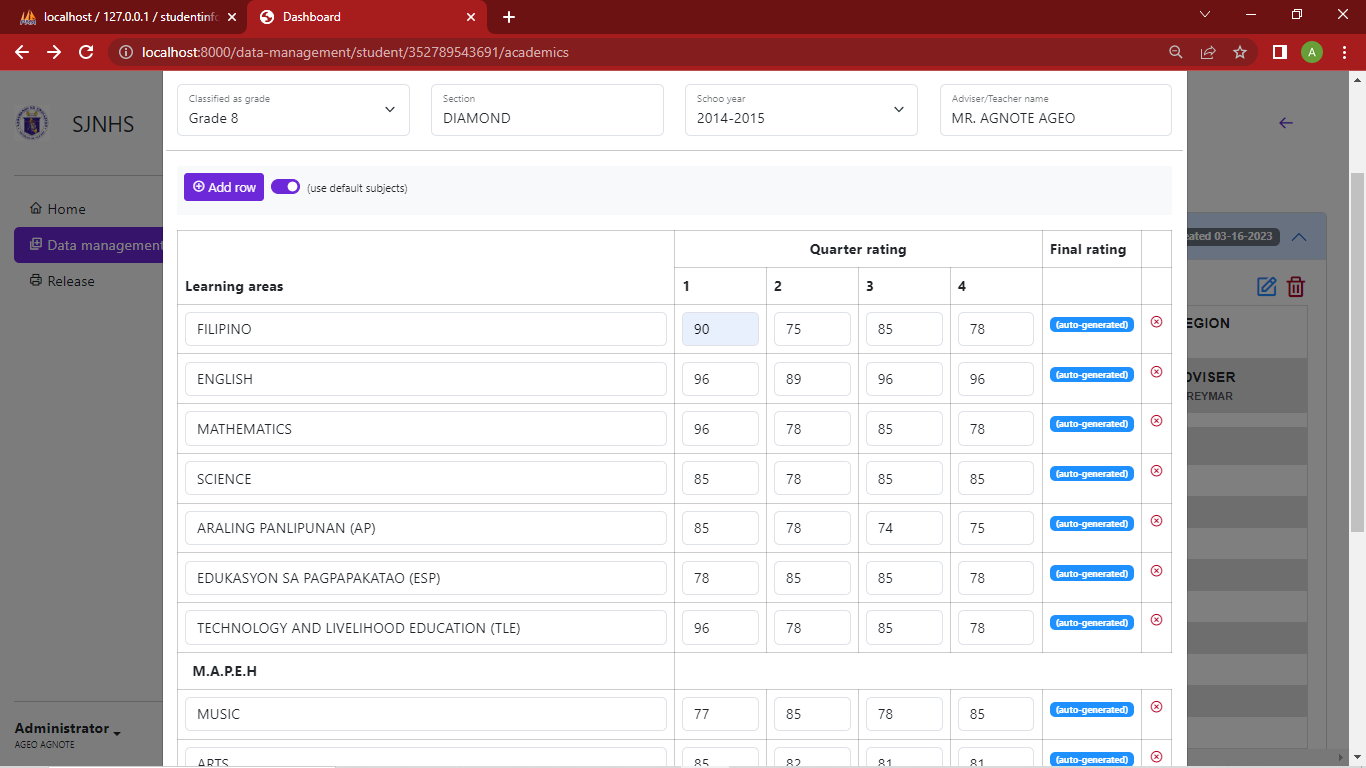 localhost / 127.0.0.1 / studentinfo
Dashboard
localhost:8000/data-management/student/352789543691/academics
A
SJNHS
Home
Data management
Release
Administrator
AGEO AGNOTE
Classified as grade
Grade 8
Section
DIAMOND
Schoo year
2014-2015
Adviser/Teacher name
MR. AGNOTE AGEO
Add row (use default subjects)
Learning areas Quarter rating Final rating
1 2 3 4
FILIPINO 90 75 85 78 (auto-generated)
ENGLISH 96 89 96 96 (auto-generated)
MATHEMATICS 96 78 85 78 (auto-generated)
SCIENCE 85 78 85 85 (auto-generated)
ARALING PANLIPUNAN (AP) 85 78 74 75 (auto-generated)
EDUKASYON SA PAGPAPAKATAO (ESP) 78 85 85 78 (auto-generated)
TECHNOLOGY AND LIVELIHOOD EDUCATION (TLE) 96 78 85 78 (auto-generated)
M.A.P.E.H
MUSIC 77 85 78 85 (auto-generated)
ARTS 85 82 81 81 (auto-generated)
eated 03-16-2023
EGION
DVISER
REYMAR